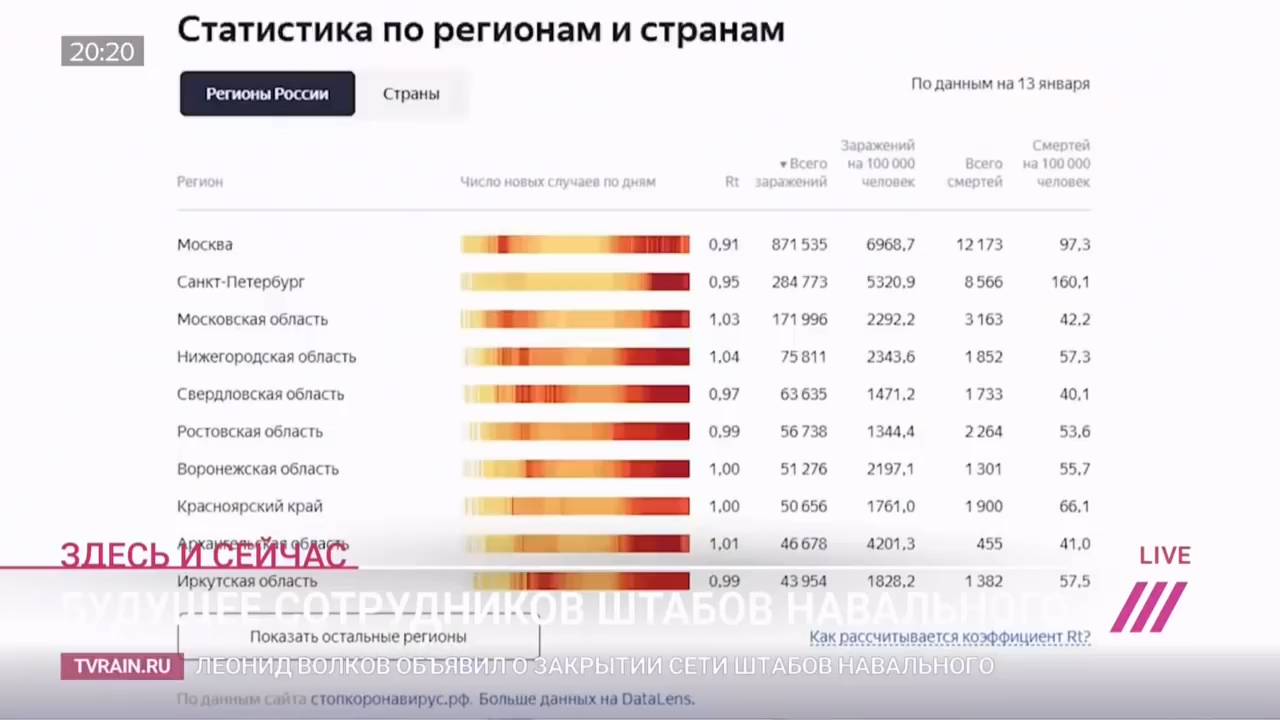 Статистика по регионам и странам
20:20
Регионы России Страны
По данным на 13 января
Регион Число новых случаев по дням Rt ▾ Всего заражений Заражений на 100 000 человек Всего смертей Смертей на 100 000 человек
Москва 0,91 871 535 6968,7 12 173 97,3
Санкт-Петербург 0,95 284 773 5320,9 8 566 160,1
Московская область 1,03 171 996 2292,2 3 163 42,2
Нижегородская область 1,04 75 811 2343,6 1 852 57,3
Свердловская область 0,97 63 635 1471,2 1 733 40,1
Ростовская область 0,99 56 738 1344,4 2 264 53,6
Воронежская область 1,00 51 276 2197,1 1 301 55,7
Красноярский край 1,00 50 656 1761,0 1 900 66,1
Архангельская область 1,01 46 678 4201,3 455 41,0
ЗДЕСЬ И СЕЙЧАС
LIVE
Иркутская область 0,99 43 954 1828,2 1 382 57,5
БУДУЩЕЕ СОТРУДНИКОВ ШТАБОВ НАВАЛЬНОГО
Показать остальные регионы
Как рассчитывается коэффициент Rt?
TVRAIN.RU ЛЕОНИД ВОЛКОВ ОБЪЯВИЛ О ЗАКРЫТИИ СЕТИ ШТАБОВ НАВАЛЬНОГО
По данным сайта стопкоронавирус.рф. Больше данных на DataLens.